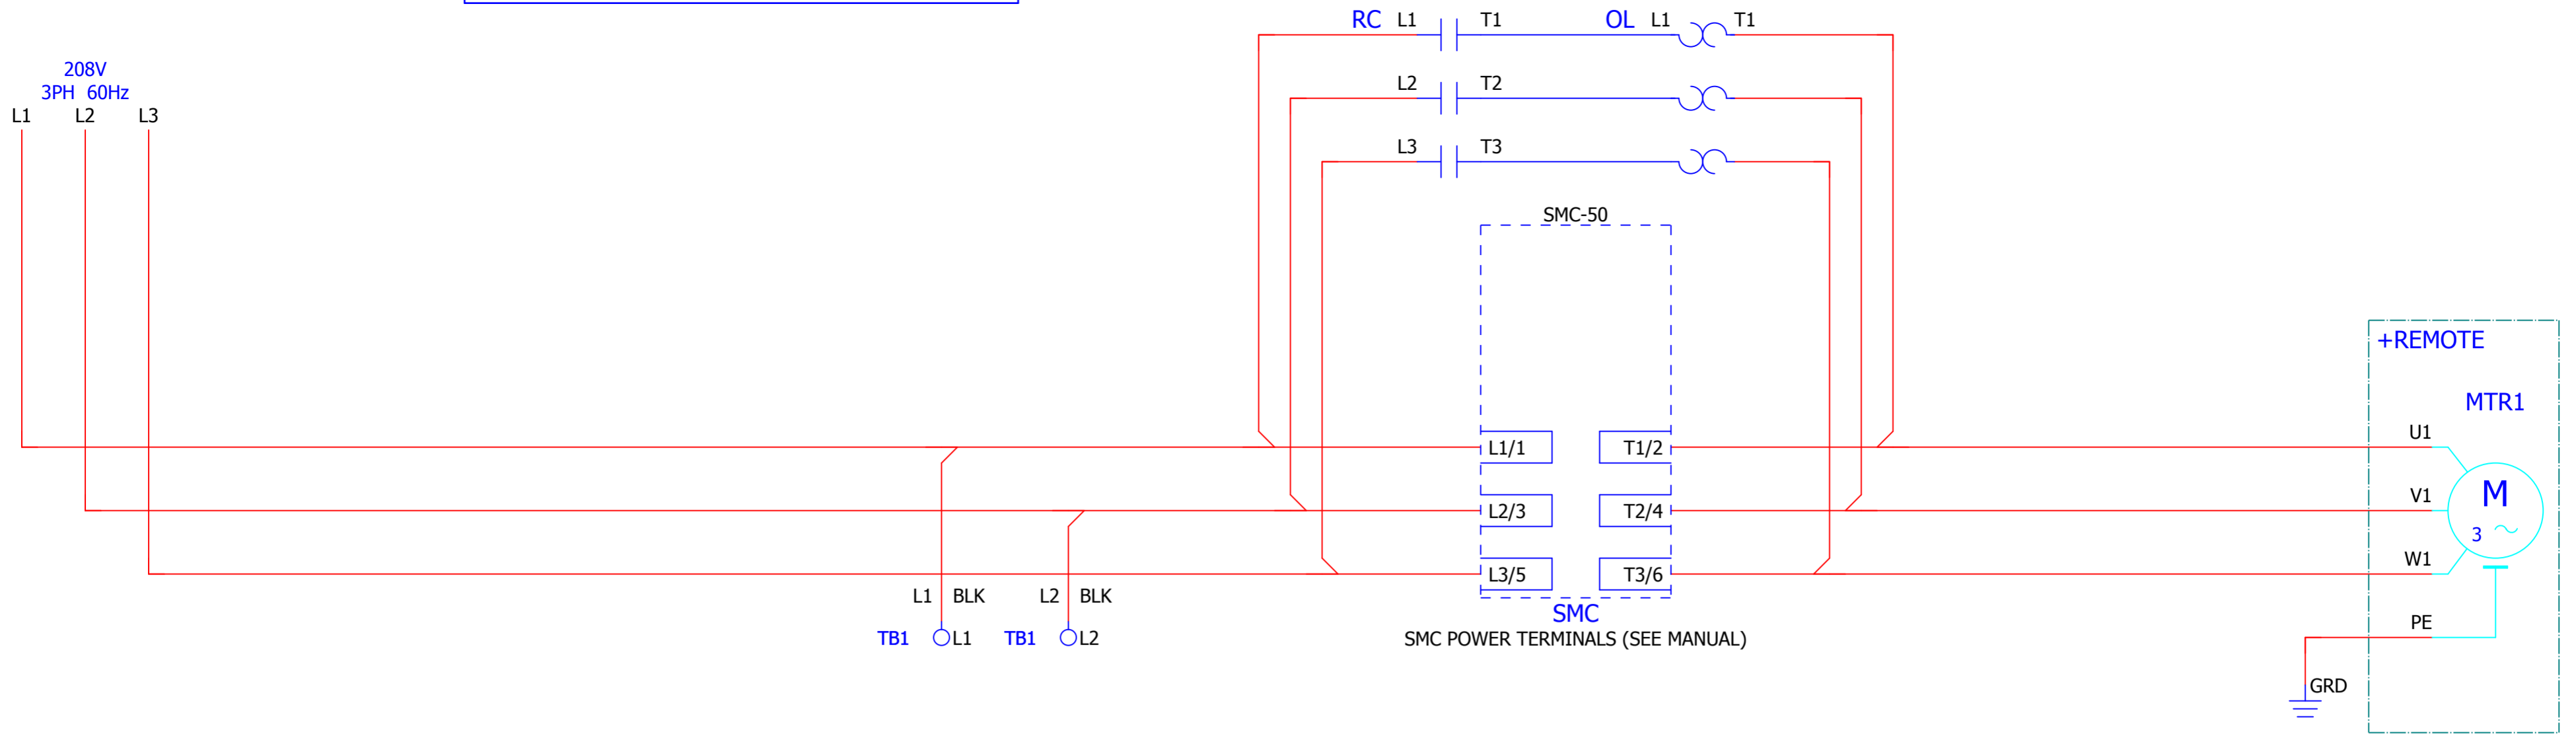 RC L1 T1 OL L1 T1
208V
3PH 60Hz
L1 L2 L3
L2 T2
L3 T3
SMC-50
+REMOTE
MTR1
L1/1 T1/2 U1
L2/3 T2/4 V1
M
3
L3/5 T3/6 W1
L1 BLK L2 BLK
SMC
PE
TB1 L1 TB1 L2
SMC POWER TERMINALS (SEE MANUAL)
GRD